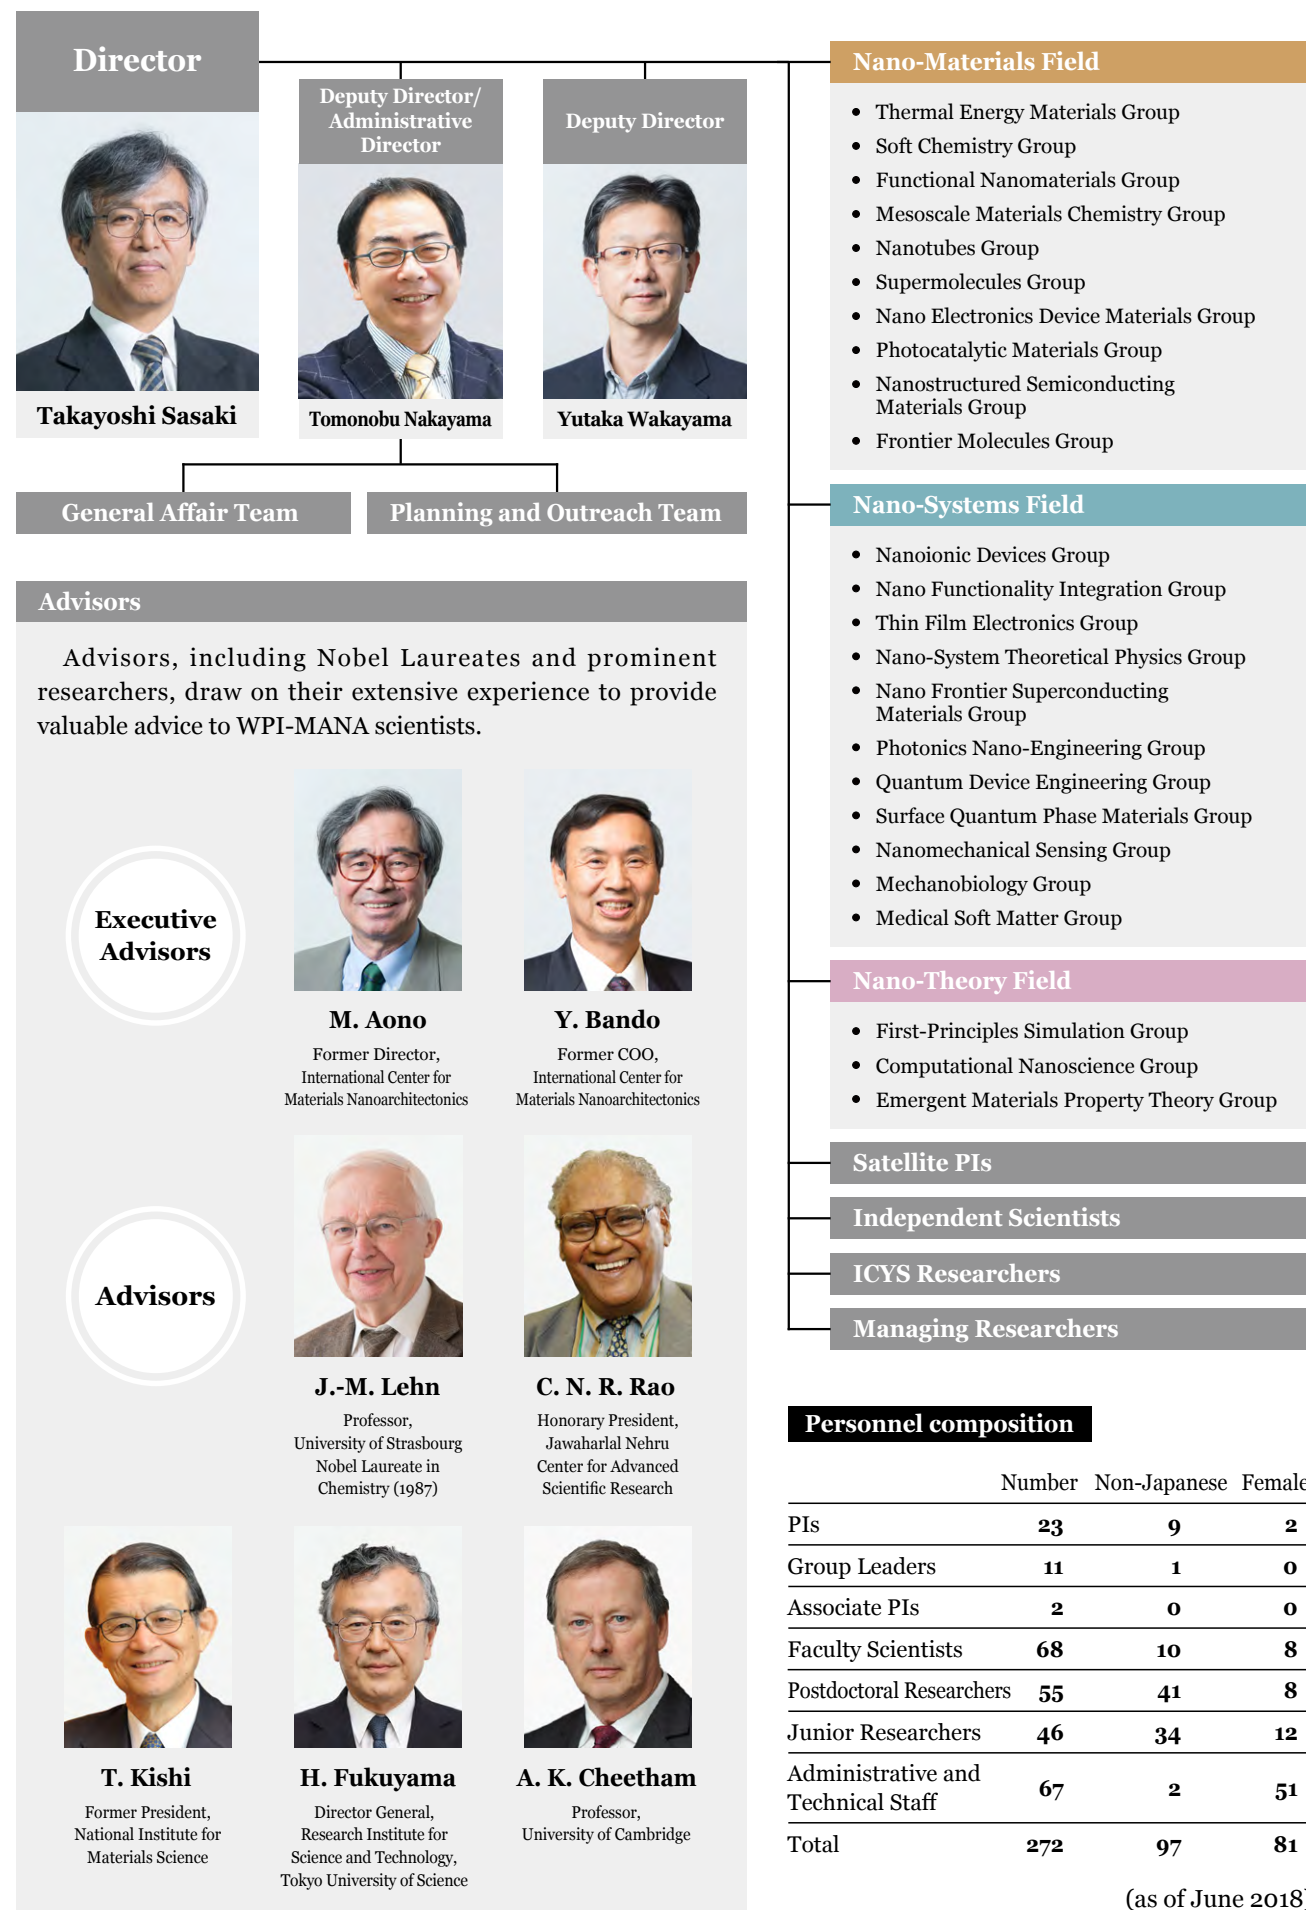 Director
Deputy Director/
Administrative
Director
Deputy Director
Takayoshi Sasaki
Tomonobu Nakayama
Yutaka Wakayama
General Affair Team
Planning and Outreach Team
Advisors
Advisors, including Nobel Laureates and prominent
researchers, draw on their extensive experience to provide
valuable advice to WPI-MANA scientists.
Executive
Advisors
M. Aono
Former Director,
International Center for
Materials Nanoarchitectonics
Y. Bando
Former COO,
International Center for
Materials Nanoarchitectonics
Advisors
J.-M. Lehn
Professor,
University of Strasbourg
Nobel Laureate in
Chemistry (1987)
C. N. R. Rao
Honorary President,
Jawaharlal Nehru
Center for Advanced
Scientific Research
T. Kishi
Former President,
National Institute for
Materials Science
H. Fukuyama
Director General,
Research Institute for
Science and Technology,
Tokyo University of Science
A. K. Cheetham
Professor,
University of Cambridge
Nano-Materials Field
• Thermal Energy Materials Group
• Soft Chemistry Group
• Functional Nanomaterials Group
• Mesoscale Materials Chemistry Group
• Nanotubes Group
• Supermolecules Group
• Nano Electronics Device Materials Group
• Photocatalytic Materials Group
• Nanostructured Semiconducting
Materials Group
• Frontier Molecules Group
Nano-Systems Field
• Nanoionic Devices Group
• Nano Functionality Integration Group
• Thin Film Electronics Group
• Nano-System Theoretical Physics Group
• Nano Frontier Superconducting
Materials Group
• Photonics Nano-Engineering Group
• Quantum Device Engineering Group
• Surface Quantum Phase Materials Group
• Nanomechanical Sensing Group
• Mechanobiology Group
• Medical Soft Matter Group
Nano-Theory Field
• First-Principles Simulation Group
• Computational Nanoscience Group
• Emergent Materials Property Theory Group
Satellite PIs
Independent Scientists
ICYS Researchers
Managing Researchers
Personnel composition
Number Non-Japanese Female
PIs 23 9 2
Group Leaders 11 1 0
Associate PIs 2 0 0
Faculty Scientists 68 10 8
Postdoctoral Researchers 55 41 8
Junior Researchers 46 34 12
Administrative and
Technical Staff 67 2 51
Total 272 97 81
(as of June 2018)